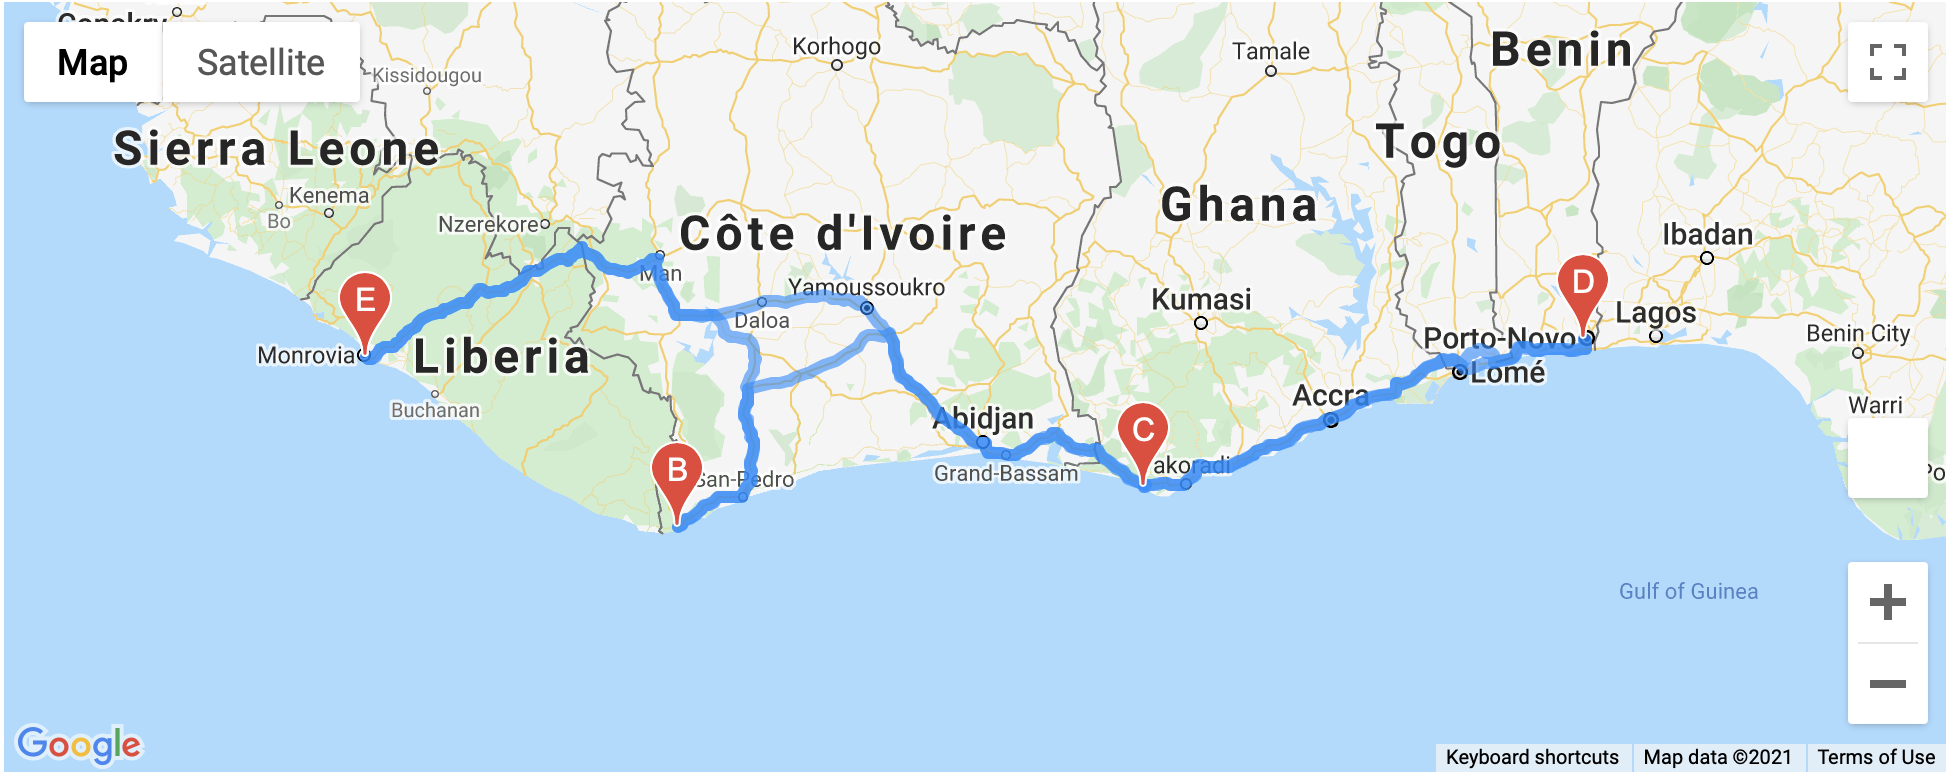 Conakry
Map
Satellite
Kissidougou
Korhogo
Tamale
Benin
Sierra Leone
Togo
Kenema
Bo
Nzerekore
Côte d'Ivoire
Ghana
Ibadan
Man
Yamoussoukro
Daloa
Kumasi
Lagos
E
D
Porto-Novo
Benin City
Monrovia
Liberia
Lomé
Buchanan
Accra
Warri
Abidjan
C
akoradi
B
San-Pedro
Grand-Bassam
Po
Gulf of Guinea
Google
Keyboard shortcuts
Map data ©2021
Terms of Use